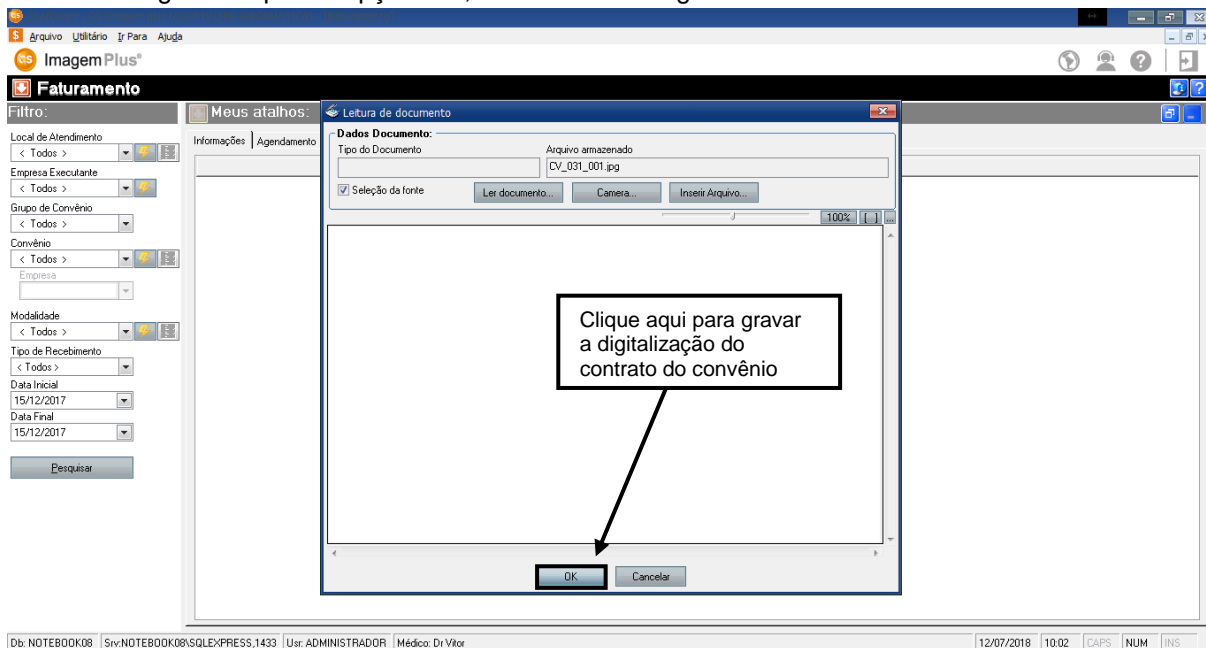 Arquivo Utilitário Ir Para Ajuda
ImagemPlus®
Faturamento
Filtro:
Meus atalhos:
Local de Atendimento
< Todos >
Empresa Executante
< Todos >
Grupo de Convênio
< Todos >
Convênio
< Todos >
Empresa
Modalidade
< Todos >
Tipo de Recebimento
< Todos >
Data Inicial
15/12/2017
Data Final
15/12/2017
Pesquisar
Informações Agendamento
Leitura de documento
Dados Documento:
Tipo do Documento Arquivo armazenado
CV_031_001.jpg
Seleção da fonte Ler documento... Camera... Inserir Arquivo...
100% [ ] ...
Clique aqui para gravar
a digitalização do
contrato do convênio
OK Cancelar
Db: NOTEBOOK08 Srv:NOTEBOOK08\SQLEXPRESS,1433 Usr: ADMINISTRADOR Médico: Dr Vitor 12/07/2018 10:02 CAPS NUM INS